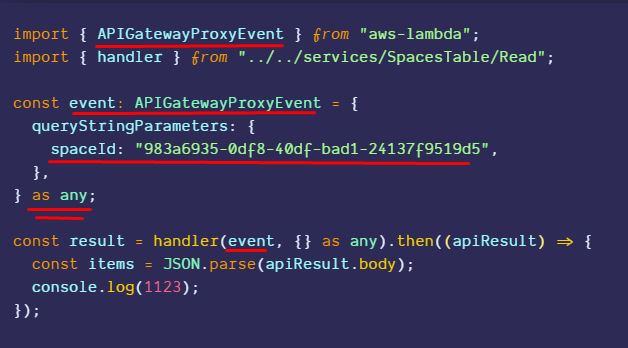 import { APIGatewayProxyEvent } from "aws-lambda";
import { handler } from "../../services/SpacesTable/Read";
const event: APIGatewayProxyEvent = {
queryStringParameters: {
spaceId: "983a6935-0df8-40df-bad1-24137f9519d5",
},
} as any;
const result = handler(event, {} as any).then((apiResult) => {
const items = JSON.parse(apiResult.body);
console.log(1123);
});